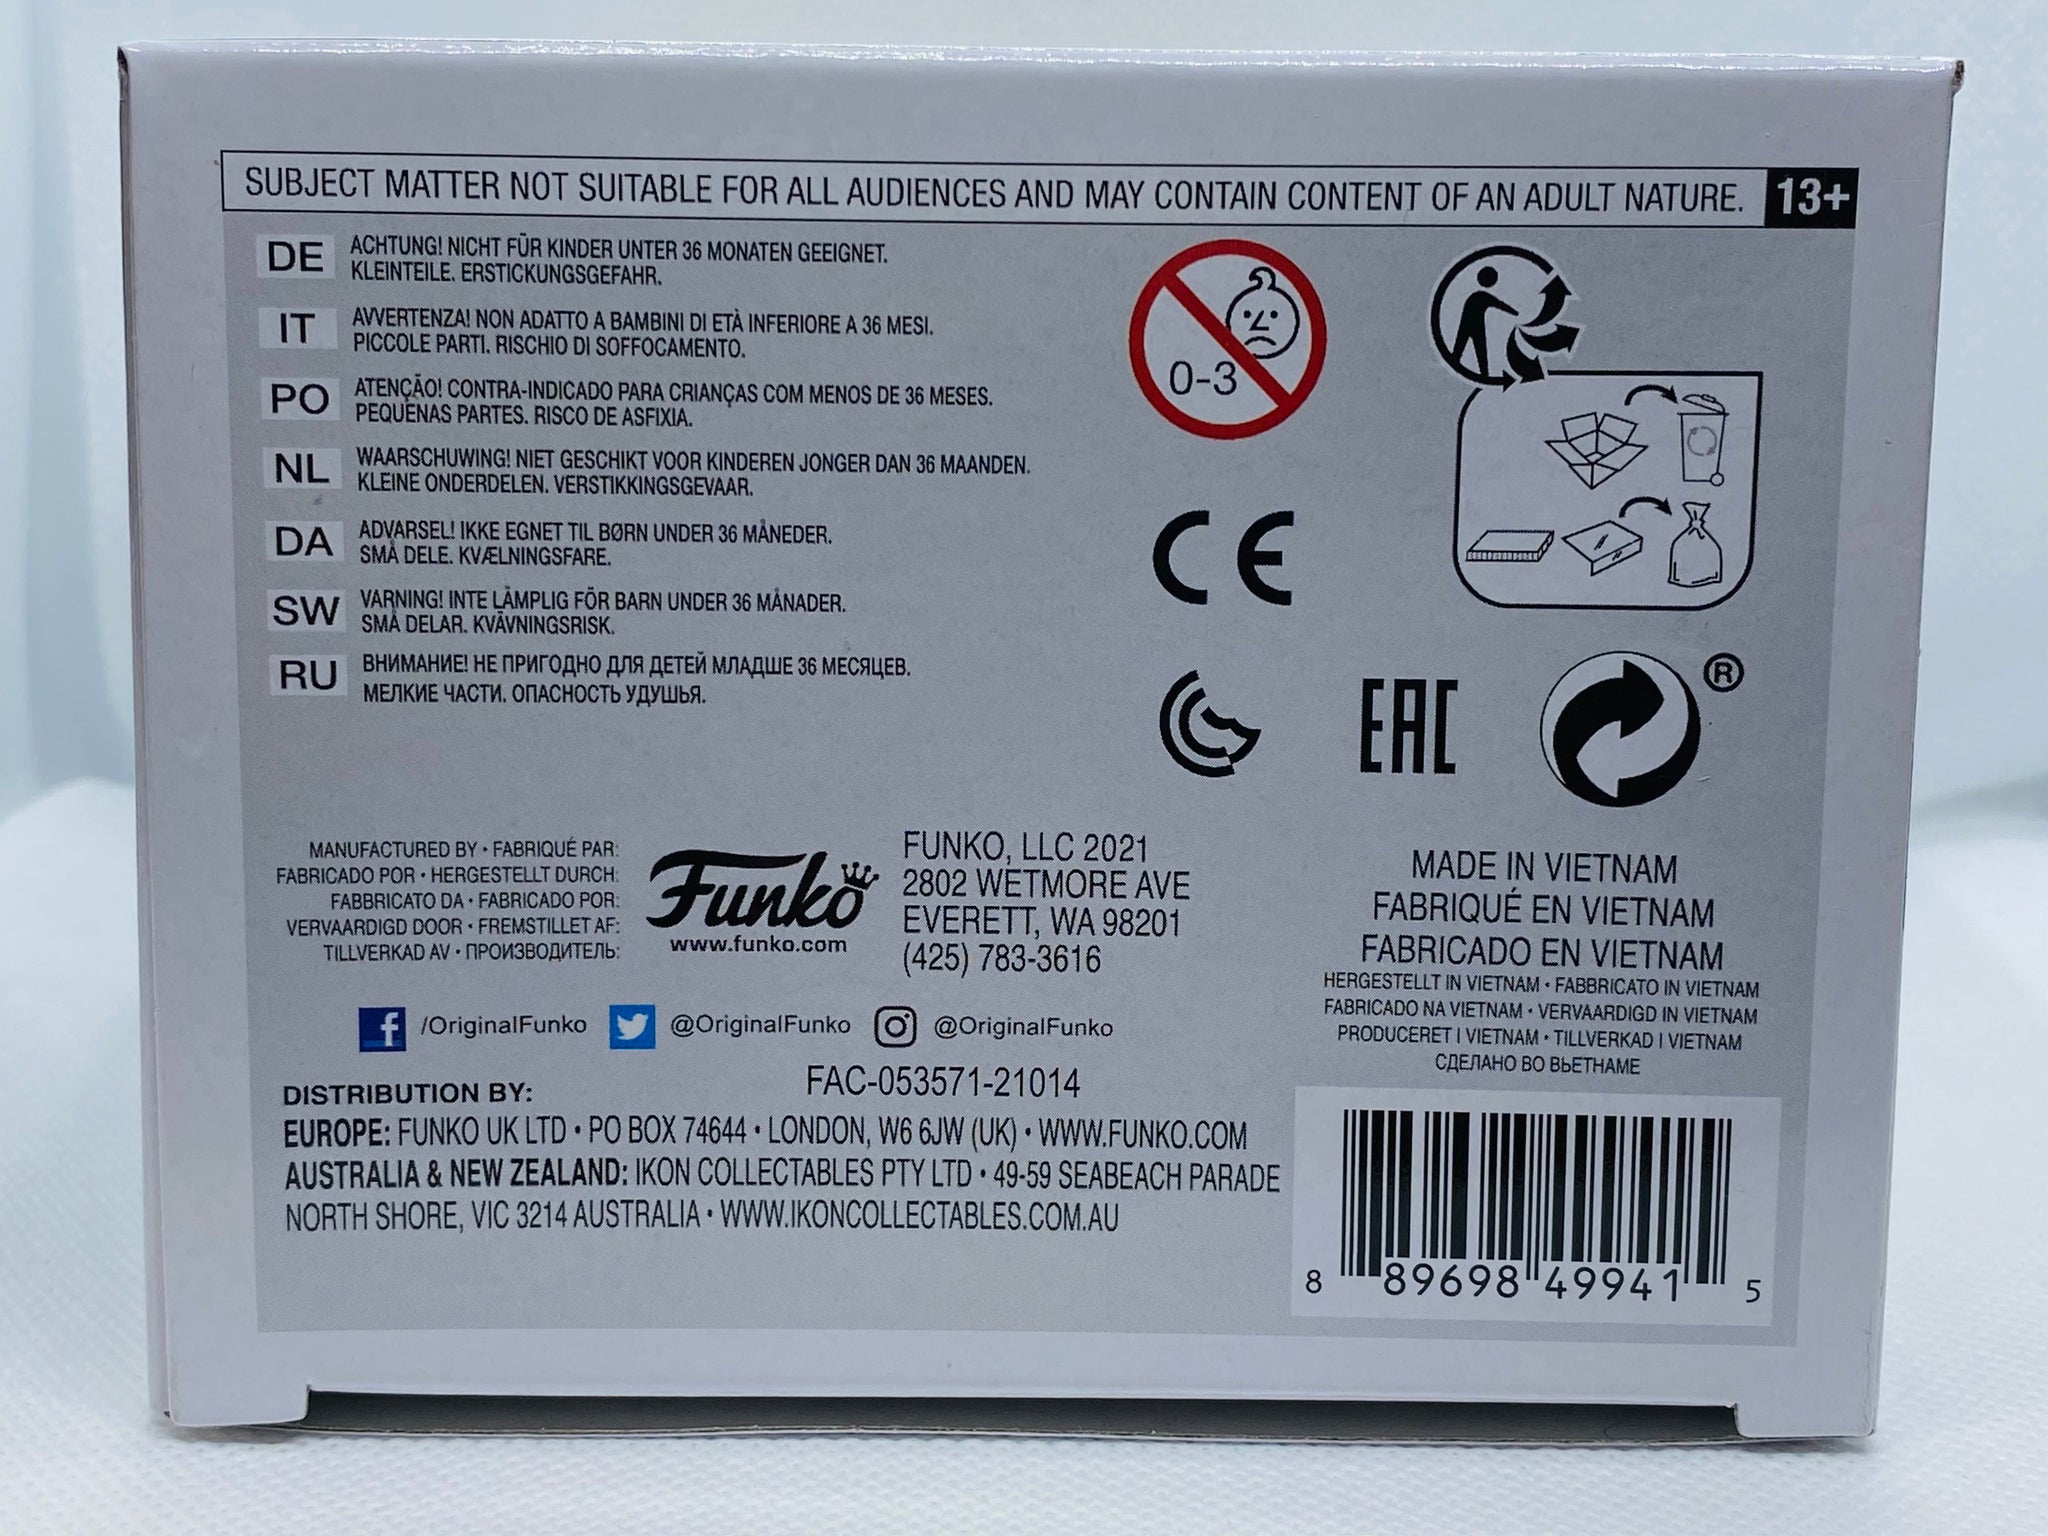 SUBJECT MATTER NOT SUITABLE FOR ALL AUDIENCES AND MAY CONTAIN CONTENT OF AN ADULT NATURE. 13+
DE ACHTUNG! NICHT FÜR KINDER UNTER 36 MONATEN GEEIGNET.
KLEINTEILE. ERSTICKUNGSGEFAHR.
IT AVVERTENZA! NON ADATTO A BAMBINI DI ETÀ INFERIORE A 36 MESI.
PICCOLE PARTI. RISCHIO DI SOFFOCAMENTO.
PO ATENÇÃO! CONTRA-INDICADO PARA CRIANÇAS COM MENOS DE 36 MESES.
PEQUENAS PARTES. RISCO DE ASFIXIA.
NL WAARSCHUWING! NIET GESCHIKT VOOR KINDEREN JONGER DAN 36 MAANDEN.
KLEINE ONDERDELEN. VERSTIKKINGSGEVAAR.
DA ADVARSEL! IKKE EGNET TIL BØRN UNDER 36 MÅNEDER.
SMÅ DELE. KVÆLNINGSFARE.
SW VARNING! INTE LÄMPLIG FÖR BARN UNDER 36 MÅNADER.
SMÅ DELAR. KVÄVNINGSRISK.
RU ВНИМАНИЕ! НЕ ПРИГОДНО ДЛЯ ДЕТЕЙ МЛАДШЕ 36 МЕСЯЦЕВ.
МЕЛКИЕ ЧАСТИ. ОПАСНОСТЬ УДУШЬЯ.
0-3
CE
EAC
®
MANUFACTURED BY • FABRIQUÉ PAR:
FABRICADO POR • HERGESTELLT DURCH:
FABBRICATO DA • FABRICADO POR:
VERVAARDIGD DOOR • FREMSTILLET AF:
TILLVERKAD AV • ПРОИЗВОДИТЕЛЬ:
Funko
www.funko.com
FUNKO, LLC 2021
2802 WETMORE AVE
EVERETT, WA 98201
(425) 783-3616
MADE IN VIETNAM
FABRIQUÉ EN VIETNAM
FABRICADO EN VIETNAM
HERGESTELLT IN VIETNAM • FABBRICATO IN VIETNAM
FABRICADO NA VIETNAM • VERVAARDIGD IN VIETNAM
PRODUCERET I VIETNAM • TILLVERKAD I VIETNAM
СДЕЛАНО ВО ВЬЕТНАМЕ
f /OriginalFunko @OriginalFunko @OriginalFunko
FAC-053571-21014
DISTRIBUTION BY:
EUROPE: FUNKO UK LTD • PO BOX 74644 • LONDON, W6 6JW (UK) • WWW.FUNKO.COM
AUSTRALIA & NEW ZEALAND: IKON COLLECTABLES PTY LTD • 49-59 SEABEACH PARADE
NORTH SHORE, VIC 3214 AUSTRALIA • WWW.IKONCOLLECTABLES.COM.AU
8 89698 49941 5